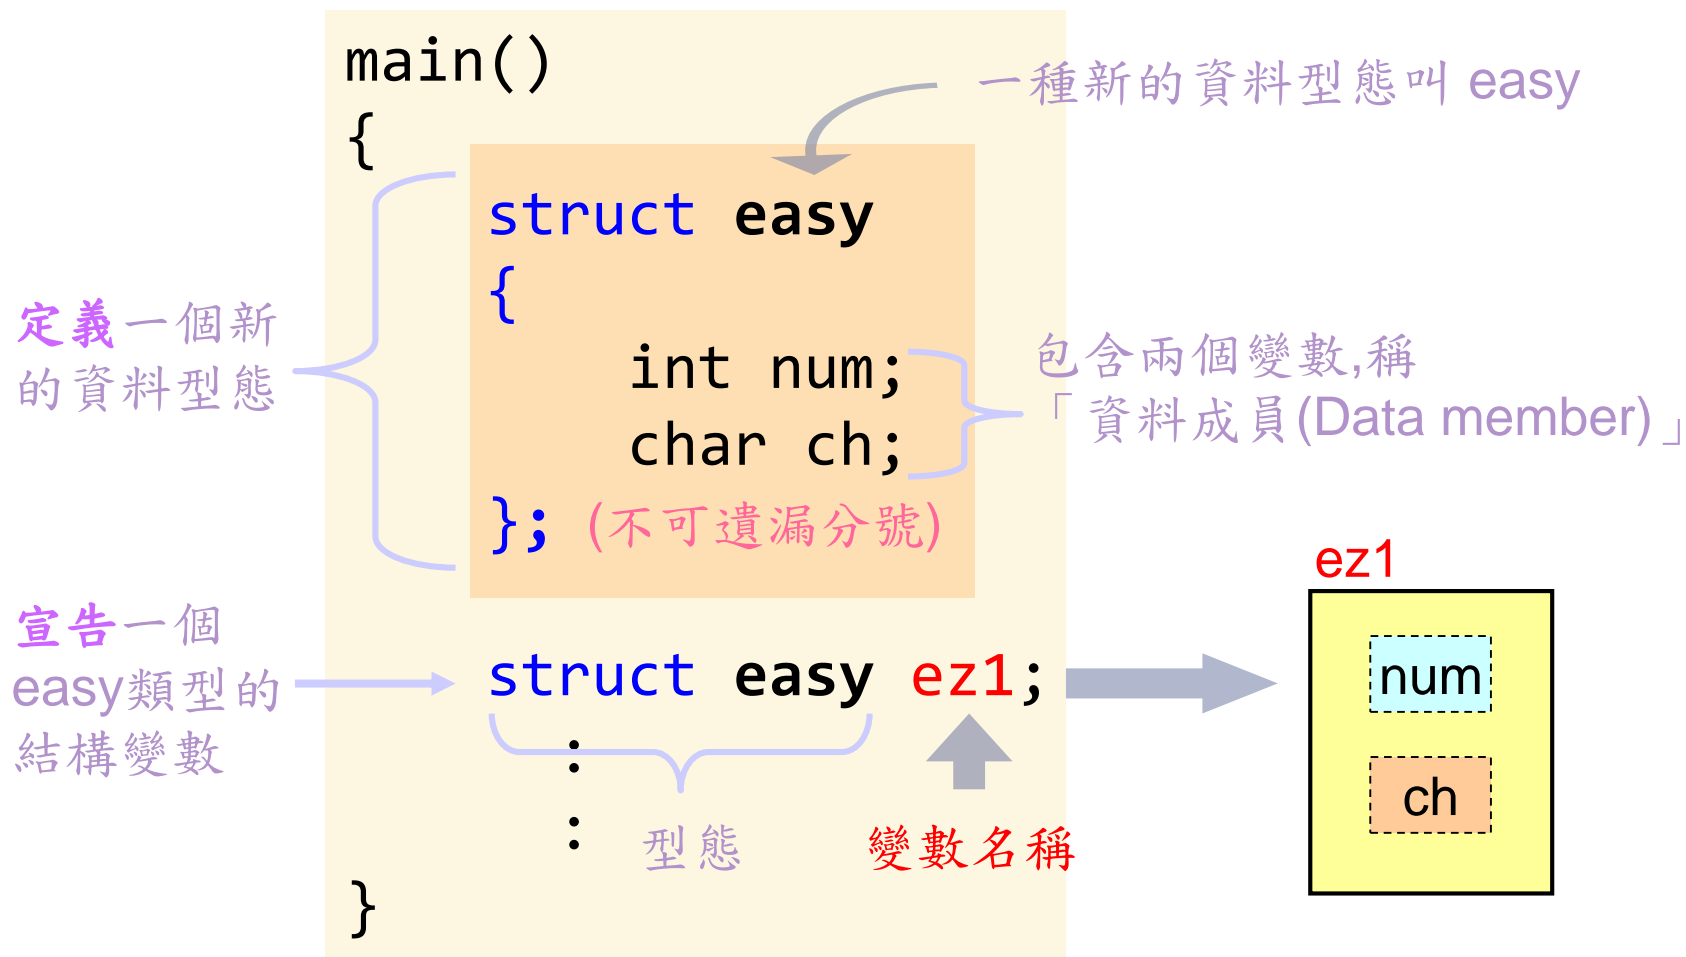 main()
{
一種新的資料型態叫 easy
struct easy
{
定義一個新
的資料型態
int num;
char ch;
包含兩個變數,稱
「資料成員(Data member)」
}; (不可遺漏分號)
宣告一個
easy類型的
結構變數
struct easy ez1;
:
:
型態
變數名稱
}
ez1
num
ch